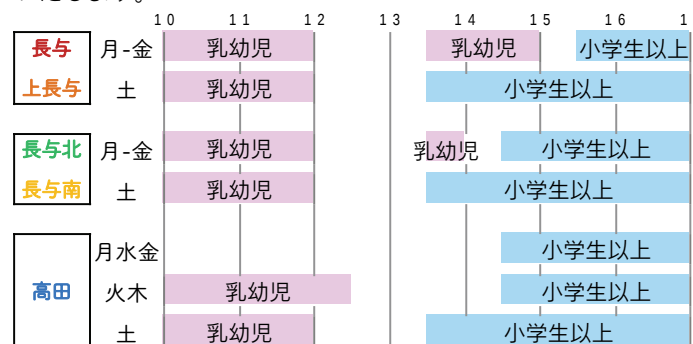 10 11 12 13 14 15 16 1
長与 月-金 乳幼児 乳幼児 小学生以上
上長与 土 乳幼児 小学生以上
長与北 月-金 乳幼児 乳幼児 小学生以上
長与南 土 乳幼児 小学生以上
月水金 小学生以上
高田 火木 乳幼児 小学生以上
土 乳幼児 小学生以上